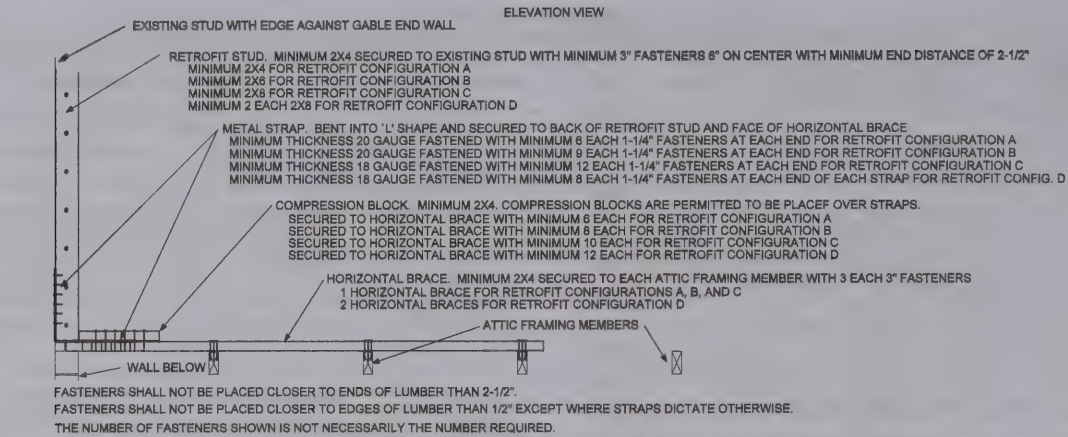 ELEVATION VIEW
EXISTING STUD WITH EDGE AGAINST GABLE END WALL
RETROFIT STUD. MINIMUM 2X4 SECURED TO EXISTING STUD WITH MINIMUM 3" FASTENERS 6" ON CENTER WITH MINIMUM END DISTANCE OF 2-1/2"
MINIMUM 2X4 FOR RETROFIT CONFIGURATION A
MINIMUM 2X6 FOR RETROFIT CONFIGURATION B
MINIMUM 2X8 FOR RETROFIT CONFIGURATION C
MINIMUM 2 EACH 2X8 FOR RETROFIT CONFIGURATION D
METAL STRAP. BENT INTO 'L' SHAPE AND SECURED TO BACK OF RETROFIT STUD AND FACE OF HORIZONTAL BRACE
MINIMUM THICKNESS 20 GAUGE FASTENED WITH MINIMUM 6 EACH 1-1/4" FASTENERS AT EACH END FOR RETROFIT CONFIGURATION A
MINIMUM THICKNESS 20 GAUGE FASTENED WITH MINIMUM 9 EACH 1-1/4" FASTENERS AT EACH END FOR RETROFIT CONFIGURATION B
MINIMUM THICKNESS 18 GAUGE FASTENED WITH MINIMUM 12 EACH 1-1/4" FASTENERS AT EACH END FOR RETROFIT CONFIGURATION C
MINIMUM THICKNESS 18 GAUGE FASTENED WITH MINIMUM 8 EACH 1-1/4" FASTENERS AT EACH END OF EACH STRAP FOR RETROFIT CONFIG. D
COMPRESSION BLOCK. MINIMUM 2X4. COMPRESSION BLOCKS ARE PERMITTED TO BE PLACEF OVER STRAPS.
SECURED TO HORIZONTAL BRACE WITH MINIMUM 6 EACH FOR RETROFIT CONFIGURATION A
SECURED TO HORIZONTAL BRACE WITH MINIMUM 8 EACH FOR RETROFIT CONFIGURATION B
SECURED TO HORIZONTAL BRACE WITH MINIMUM 10 EACH FOR RETROFIT CONFIGURATION C
SECURED TO HORIZONTAL BRACE WITH MINIMUM 12 EACH FOR RETROFIT CONFIGURATION D
HORIZONTAL BRACE. MINIMUM 2X4 SECURED TO EACH ATTIC FRAMING MEMBER WITH 3 EACH 3" FASTENERS
1 HORIZONTAL BRACE FOR RETROFIT CONFIGURATIONS A, B, AND C
2 HORIZONTAL BRACES FOR RETROFIT CONFIGURATION D
ATTIC FRAMING MEMBERS
WALL BELOW
FASTENERS SHALL NOT BE PLACED CLOSER TO ENDS OF LUMBER THAN 2-1/2".
FASTENERS SHALL NOT BE PLACED CLOSER TO EDGES OF LUMBER THAN 1/2" EXCEPT WHERE STRAPS DICTATE OTHERWISE.
THE NUMBER OF FASTENERS SHOWN IS NOT NECESSARILY THE NUMBER REQUIRED.